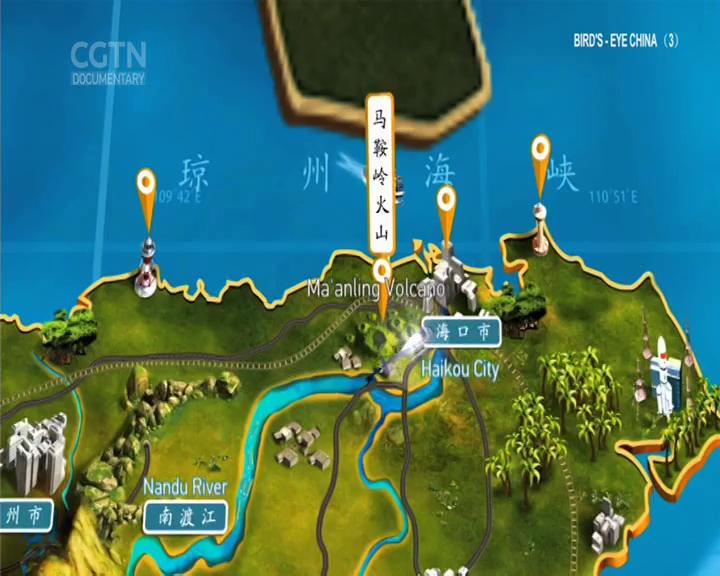 CGTN
DOCUMENTARY
BIRD'S-EYE CHINA（3）
琼州海峡
109°42′E
110°51′E
马鞍岭火山
Ma'anling Volcano
海口市
Haikou City
Nandu River
南渡江
州市